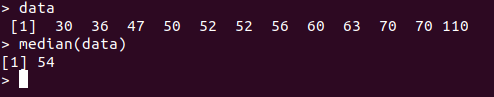 > data
 [1]  30  36  47  50  52  52  56  60  63  70  70 110
> median(data)
[1] 54
>